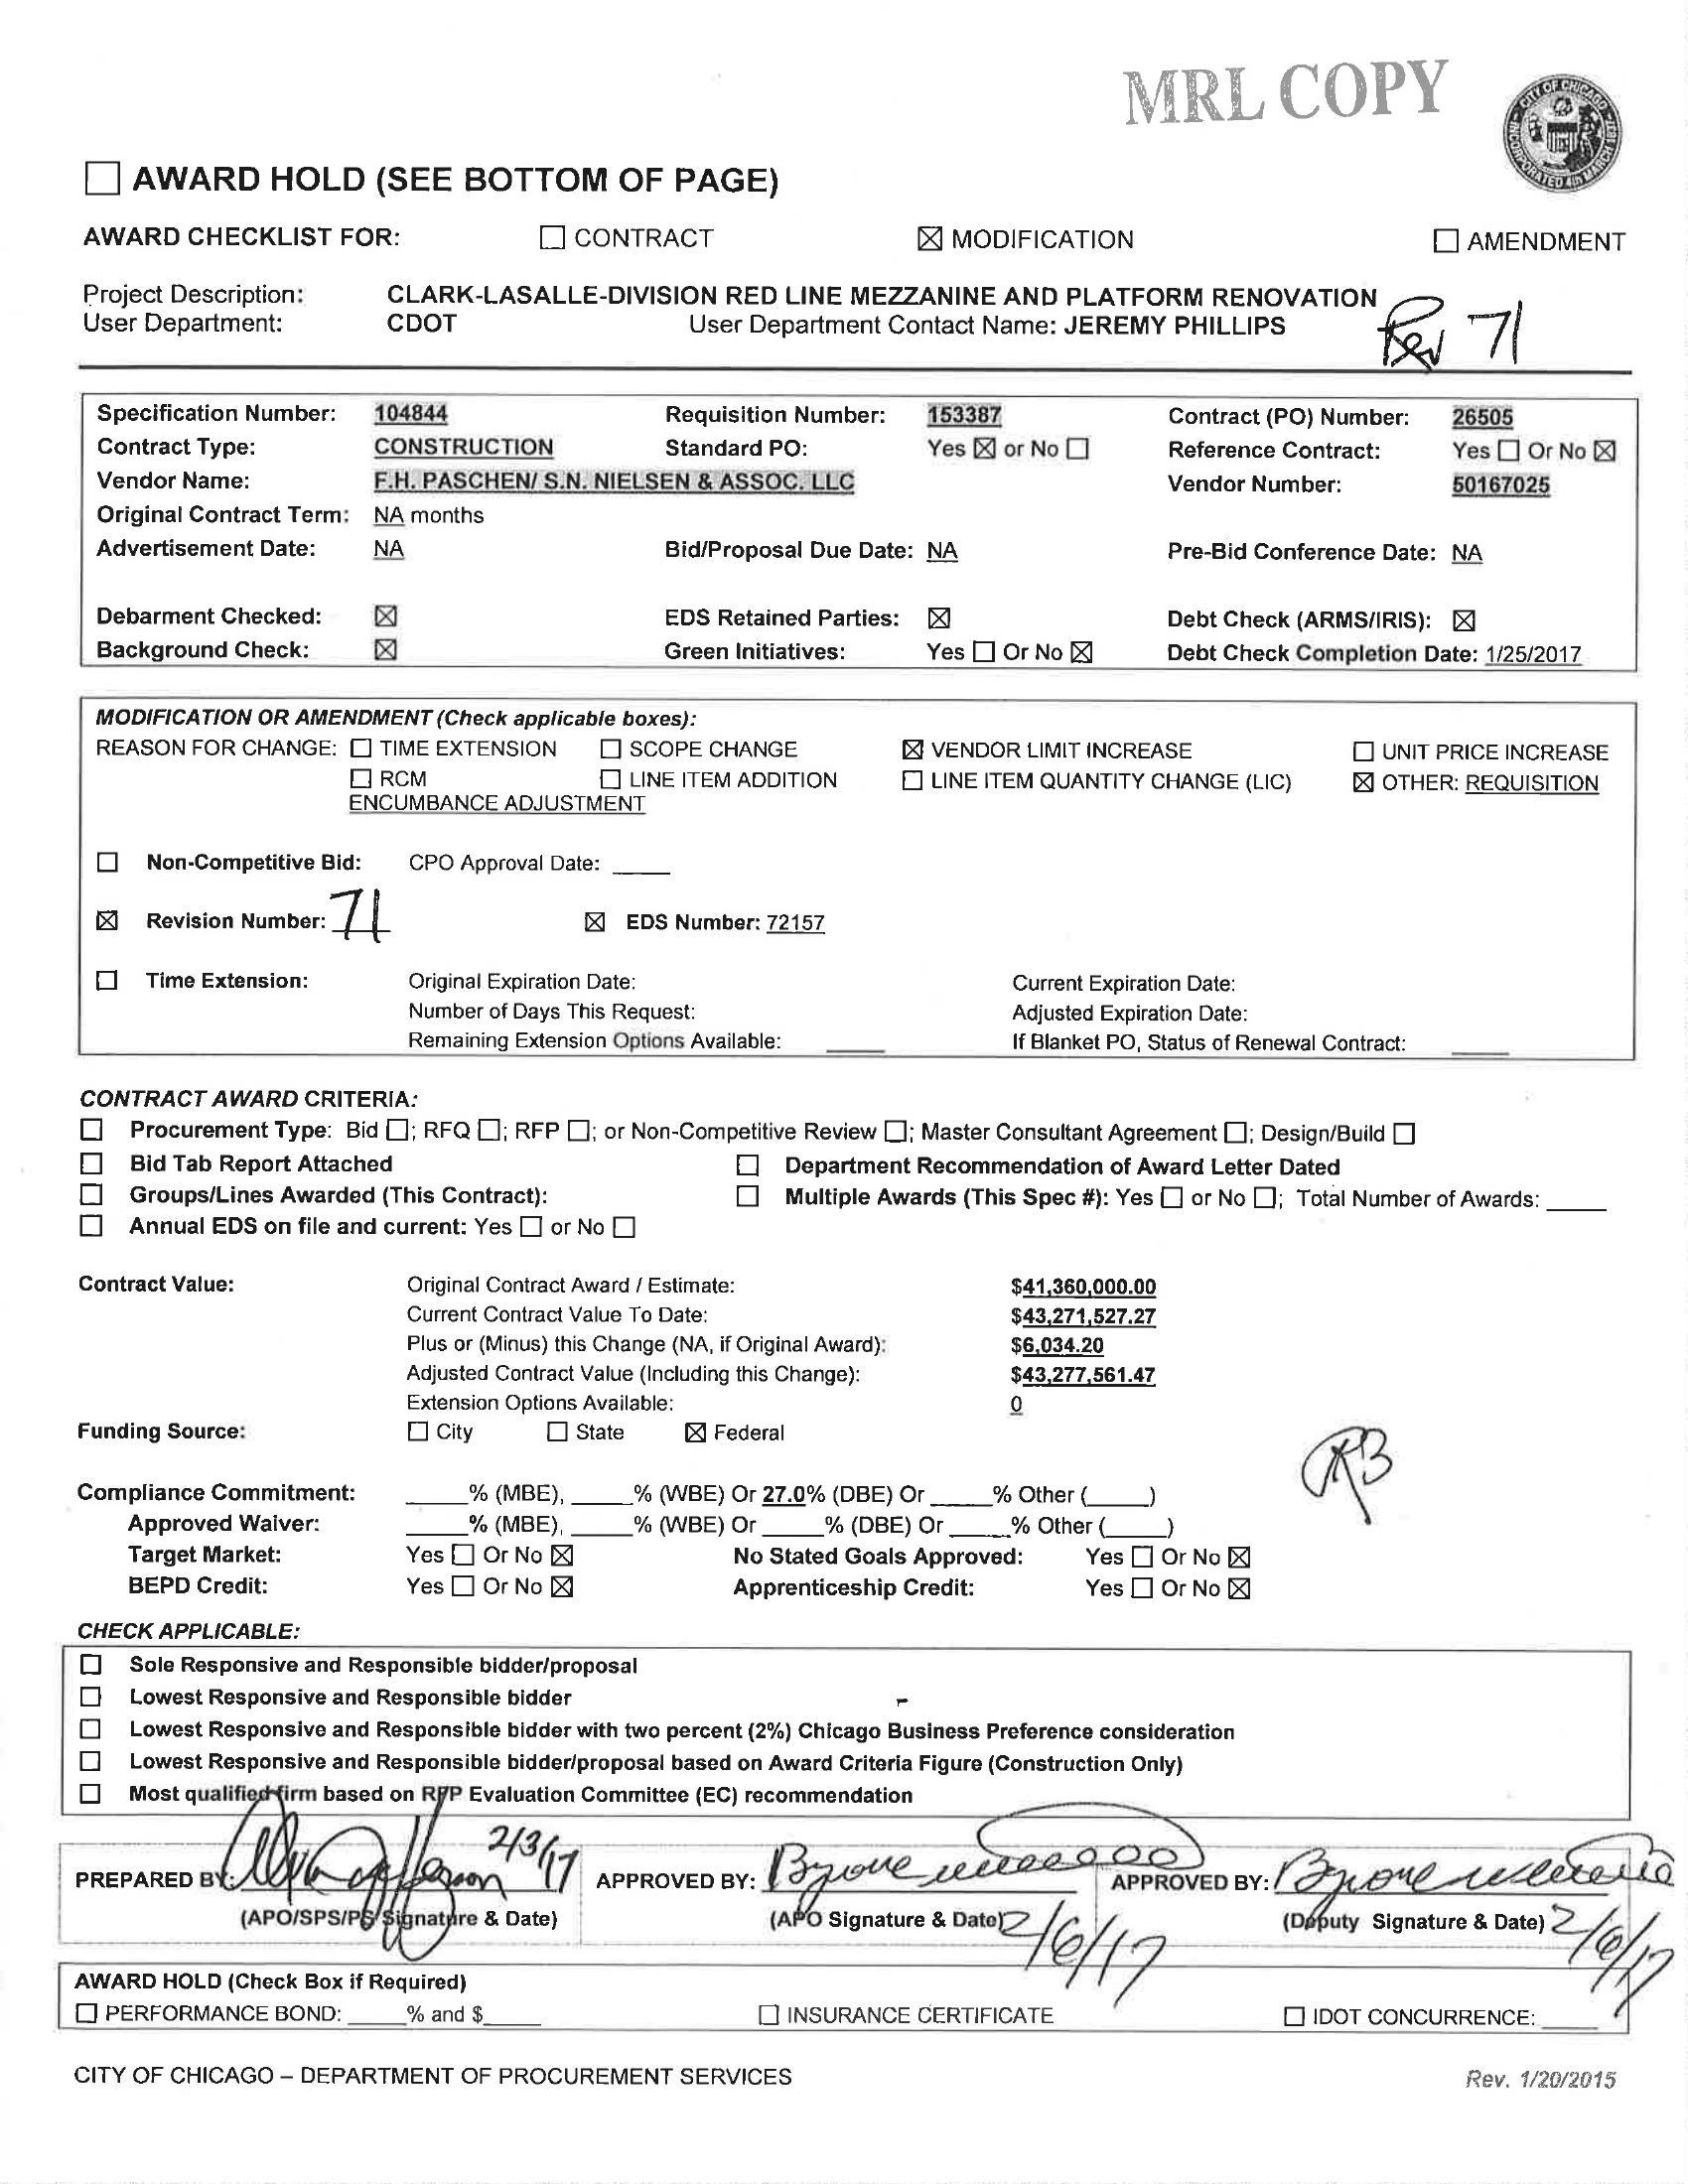 MRL COPY
CITY OF CHICAGO
INCORPORATED 4th MARCH 1837
☐ AWARD HOLD (SEE BOTTOM OF PAGE)
AWARD CHECKLIST FOR: ☐ CONTRACT ☒ MODIFICATION ☐ AMENDMENT
Project Description: CLARK-LASALLE-DIVISION RED LINE MEZZANINE AND PLATFORM RENOVATION
User Department: CDOT User Department Contact Name: JEREMY PHILLIPS
Rev 71
Specification Number: 104844 Requisition Number: 153387 Contract (PO) Number: 26505
Contract Type: CONSTRUCTION Standard PO: Yes ☒ or No ☐ Reference Contract: Yes ☐ Or No ☒
Vendor Name: F.H. PASCHEN/ S.N. NIELSEN & ASSOC. LLC Vendor Number: 50167025
Original Contract Term: NA months
Advertisement Date: NA Bid/Proposal Due Date: NA Pre-Bid Conference Date: NA
Debarment Checked: ☒ EDS Retained Parties: ☒ Debt Check (ARMS/IRIS): ☒
Background Check: ☒ Green Initiatives: Yes ☐ Or No ☒ Debt Check Completion Date: 1/25/2017
MODIFICATION OR AMENDMENT (Check applicable boxes):
REASON FOR CHANGE: ☐ TIME EXTENSION ☐ SCOPE CHANGE ☒ VENDOR LIMIT INCREASE ☐ UNIT PRICE INCREASE
☐ RCM ☐ LINE ITEM ADDITION ☐ LINE ITEM QUANTITY CHANGE (LIC) ☒ OTHER: REQUISITION
ENCUMBANCE ADJUSTMENT
☐ Non-Competitive Bid: CPO Approval Date: ____
☒ Revision Number: 71 ☒ EDS Number: 72157
☐ Time Extension: Original Expiration Date: Current Expiration Date:
Number of Days This Request: Adjusted Expiration Date:
Remaining Extension Options Available: ____ If Blanket PO, Status of Renewal Contract: ____
CONTRACT AWARD CRITERIA:
☐ Procurement Type: Bid ☐; RFQ ☐; RFP ☐; or Non-Competitive Review ☐; Master Consultant Agreement ☐; Design/Build ☐
☐ Bid Tab Report Attached ☐ Department Recommendation of Award Letter Dated
☐ Groups/Lines Awarded (This Contract): ☐ Multiple Awards (This Spec #): Yes ☐ or No ☐; Total Number of Awards: ____
☐ Annual EDS on file and current: Yes ☐ or No ☐
Contract Value: Original Contract Award / Estimate: $41,360,000.00
Current Contract Value To Date: $43,271,527.27
Plus or (Minus) this Change (NA, if Original Award): $6,034.20
Adjusted Contract Value (Including this Change): $43,277,561.47
Extension Options Available: 0
Funding Source: ☐ City ☐ State ☒ Federal
RB
Compliance Commitment: ____% (MBE), ____% (WBE) Or 27.0% (DBE) Or ____% Other (____)
Approved Waiver: ____% (MBE), ____% (WBE) Or ____% (DBE) Or ____% Other (____)
Target Market: Yes ☐ Or No ☒ No Stated Goals Approved: Yes ☐ Or No ☒
BEPD Credit: Yes ☐ Or No ☒ Apprenticeship Credit: Yes ☐ Or No ☒
CHECK APPLICABLE:
☐ Sole Responsive and Responsible bidder/proposal
☐ Lowest Responsive and Responsible bidder
☐ Lowest Responsive and Responsible bidder with two percent (2%) Chicago Business Preference consideration
☐ Lowest Responsive and Responsible bidder/proposal based on Award Criteria Figure (Construction Only)
☐ Most qualified firm based on RFP Evaluation Committee (EC) recommendation
PREPARED BY: 2/3/17 APPROVED BY: APPROVED BY:
(APO/SPS/PS Signature & Date) (APO Signature & Date) 2/6/17 (Deputy Signature & Date) 2/6/17
AWARD HOLD (Check Box if Required)
☐ PERFORMANCE BOND: ____% and $____ ☐ INSURANCE CERTIFICATE ☐ IDOT CONCURRENCE: ____
CITY OF CHICAGO – DEPARTMENT OF PROCUREMENT SERVICES Rev. 1/20/2015